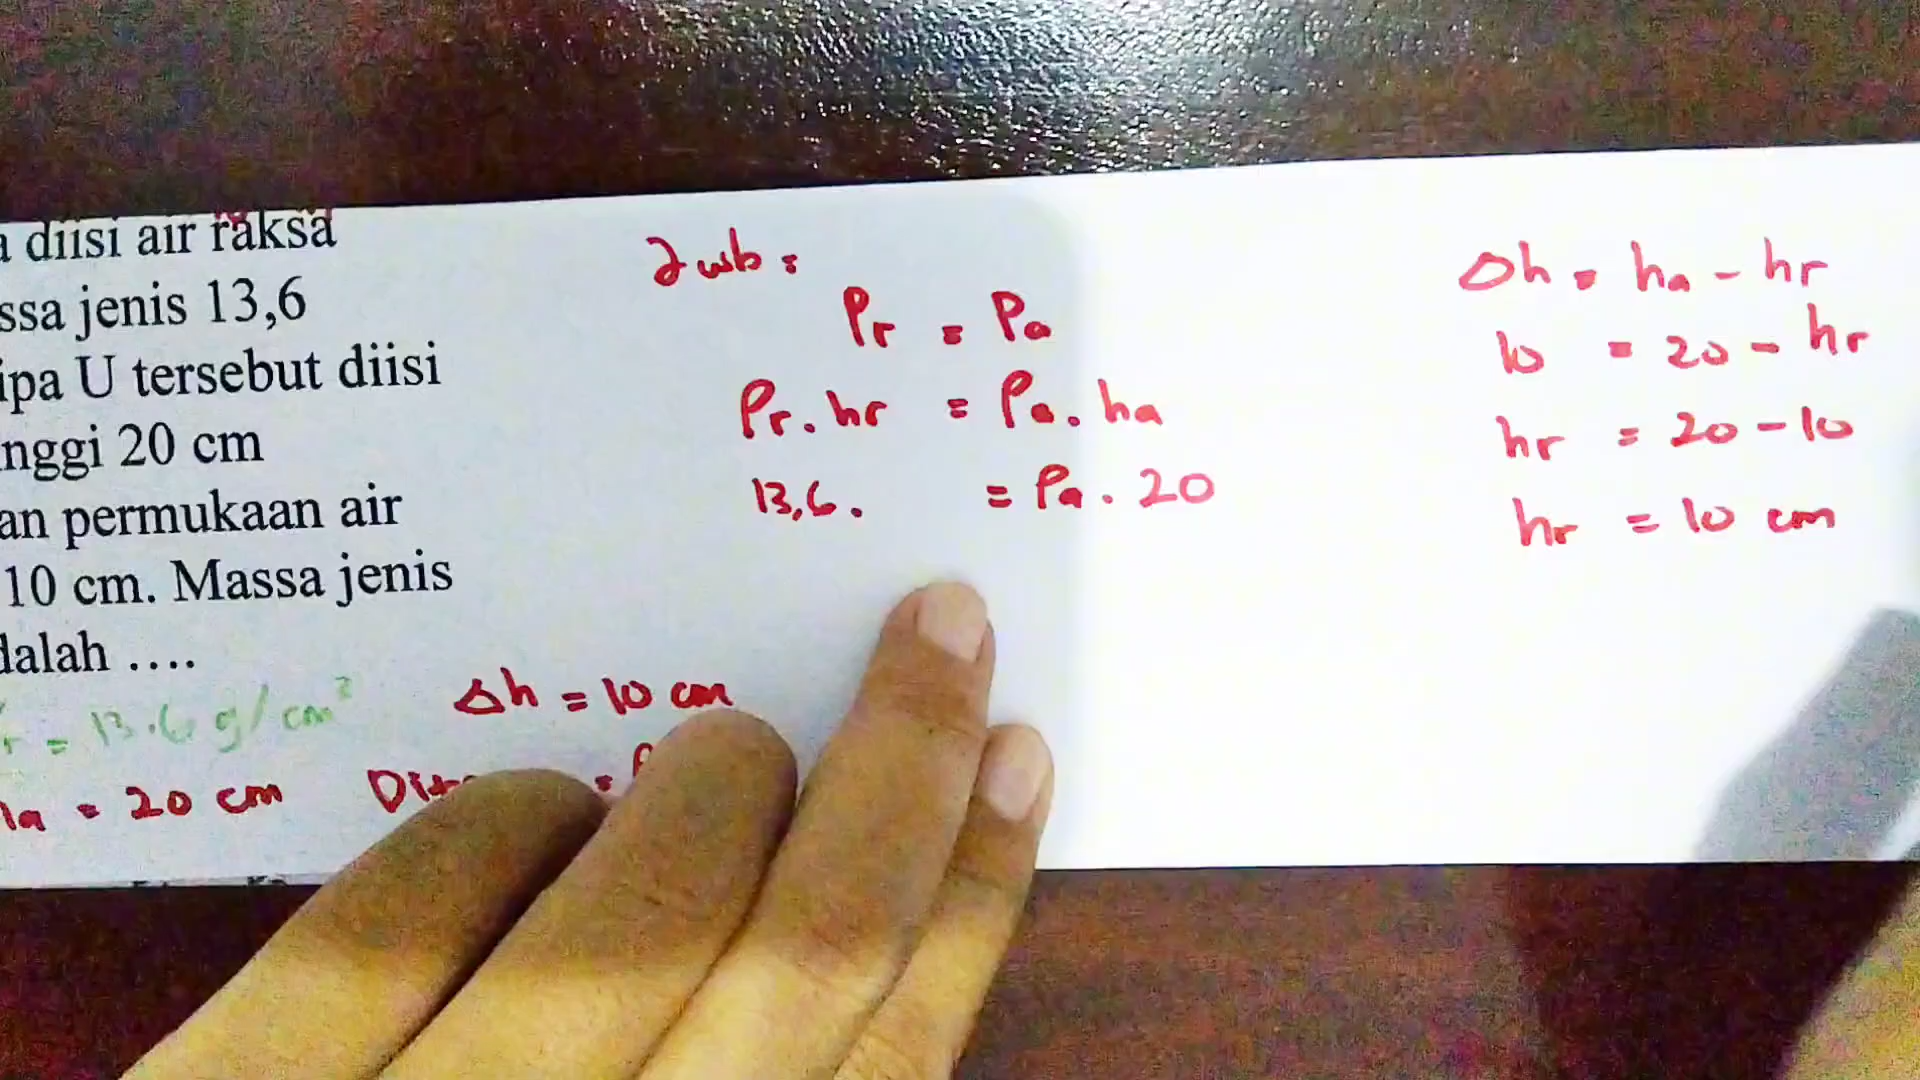 diisi air raksa
ssa jenis 13,6
ipa U tersebut diisi
nggi 20 cm
an permukaan air
10 cm. Massa jenis
dalah ....
r = 13.6 g/cm³
ha = 20 cm
Δh = 10 cm
Jwb =
Pr = Pa
ρr . hr = ρa . ha
13,6 . = ρa . 20
Δh = ha - hr
10 = 20 - hr
hr = 20 - 10
hr = 10 cm